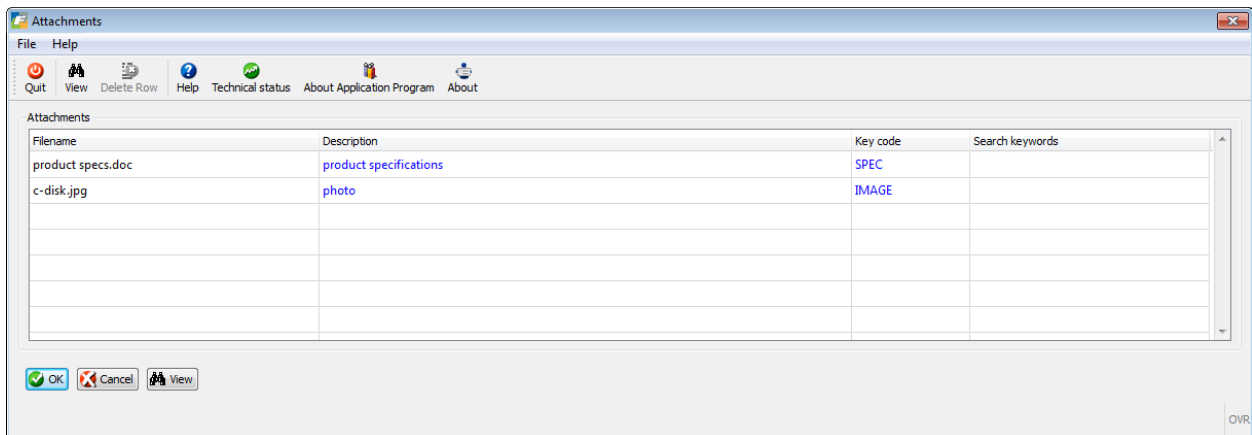 Attachments
File Help
Quit View Delete Row Help Technical status About Application Program About
Attachments
Filename Description Key code Search keywords
product specs.doc product specifications SPEC
c-disk.jpg photo IMAGE
OK Cancel View
OVR